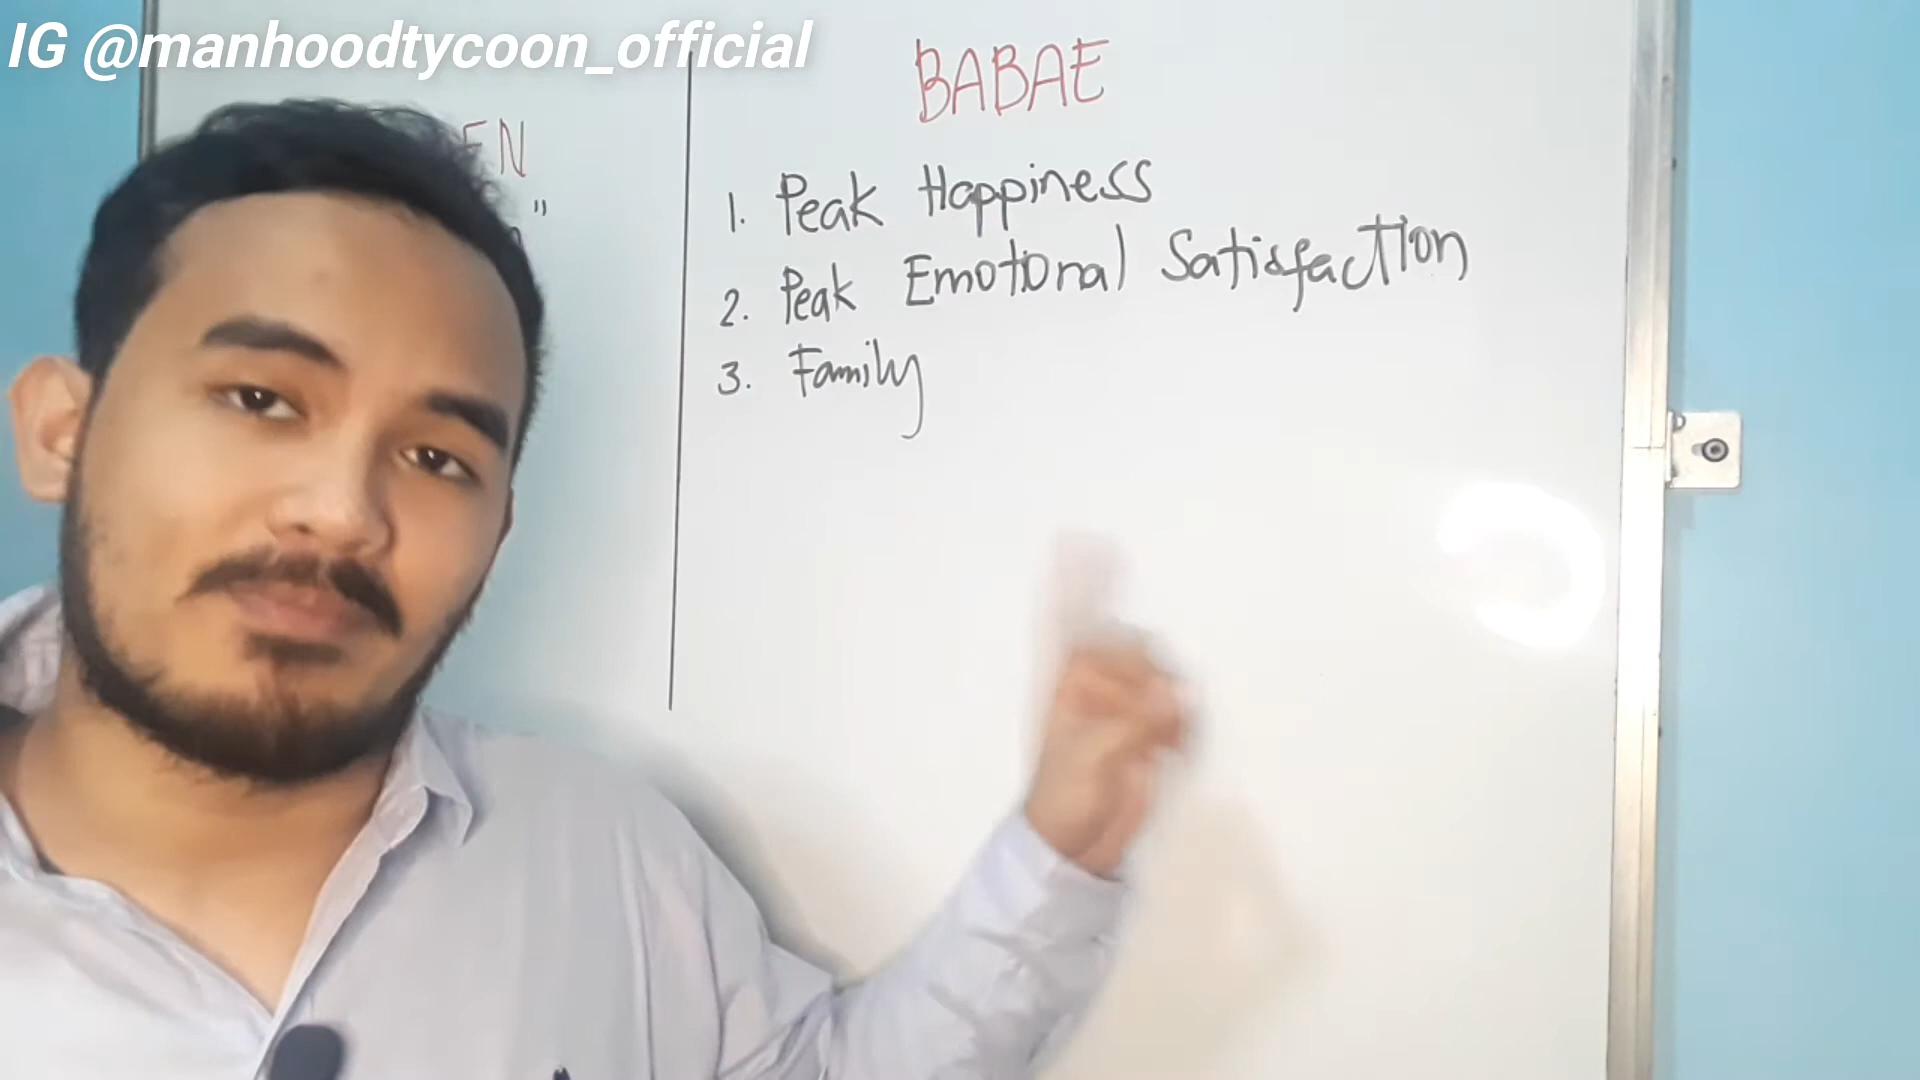 IG @manhoodtycoon_official
BABAE
1. Peak Happiness
2. Peak Emotional Satisfaction
3. Family